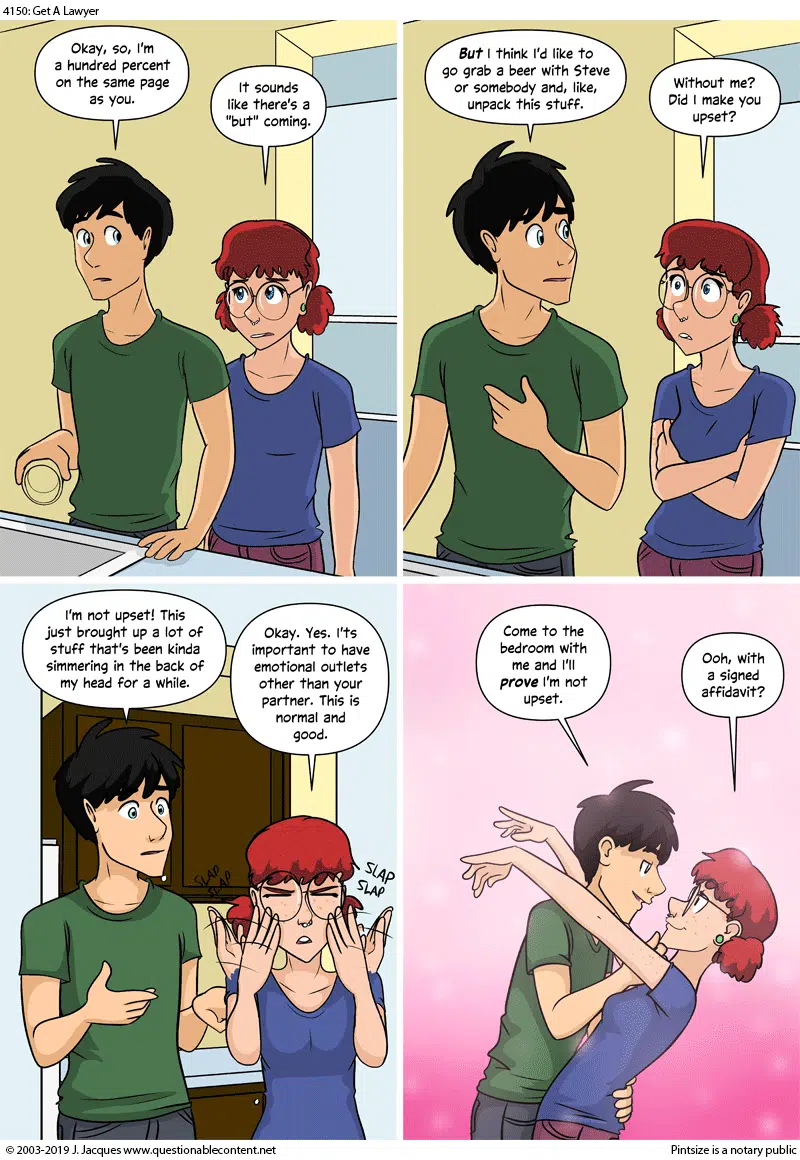 4150: Get A Lawyer
Okay, so, I'm
a hundred percent
on the same page
as you.
It sounds
like there's a
"but" coming.
But I think I'd like to
go grab a beer with Steve
or somebody and, like,
unpack this stuff.
Without me?
Did I make you
upset?
I'm not upset! This
just brought up a lot of
stuff that's been kinda
simmering in the back of
my head for a while.
Okay. Yes. I'ts
important to have
emotional outlets
other than your
partner. This is
normal and
good.
SLAP
SLAP
SLAP
SLAP
Come to the
bedroom with
me and I'll
prove I'm not
upset.
Ooh, with
a signed
affidavit?
© 2003-2019 J. Jacques www.questionablecontent.net
Pintsize is a notary public